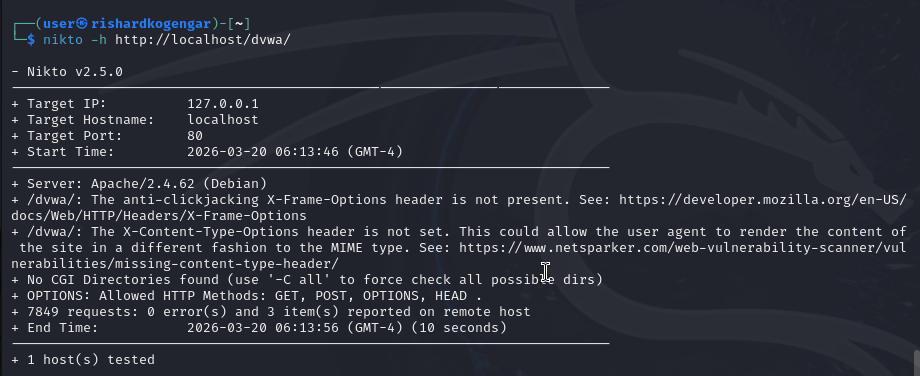 ┌──(user㉿rishardkogengar)-[~]
└─$ nikto -h http://localhost/dvwa/
- Nikto v2.5.0
+ Target IP:          127.0.0.1
+ Target Hostname:    localhost
+ Target Port:        80
+ Start Time:         2026-03-20 06:13:46 (GMT-4)
+ Server: Apache/2.4.62 (Debian)
+ /dvwa/: The anti-clickjacking X-Frame-Options header is not present. See: https://developer.mozilla.org/en-US/
docs/Web/HTTP/Headers/X-Frame-Options
+ /dvwa/: The X-Content-Type-Options header is not set. This could allow the user agent to render the content of
 the site in a different fashion to the MIME type. See: https://www.netsparker.com/web-vulnerability-scanner/vul
nerabilities/missing-content-type-header/
+ No CGI Directories found (use '-C all' to force check all possible dirs)
+ OPTIONS: Allowed HTTP Methods: GET, POST, OPTIONS, HEAD .
+ 7849 requests: 0 error(s) and 3 item(s) reported on remote host
+ End Time:           2026-03-20 06:13:56 (GMT-4) (10 seconds)
+ 1 host(s) tested